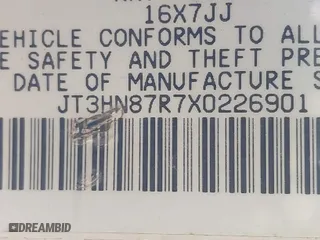 16X7JJ
EHICLE CONFORMS TO ALL
E SAFETY AND THEFT PRE
DATE OF MANUFACTURE S
JT3HN87R7X0226901
DREAMBID